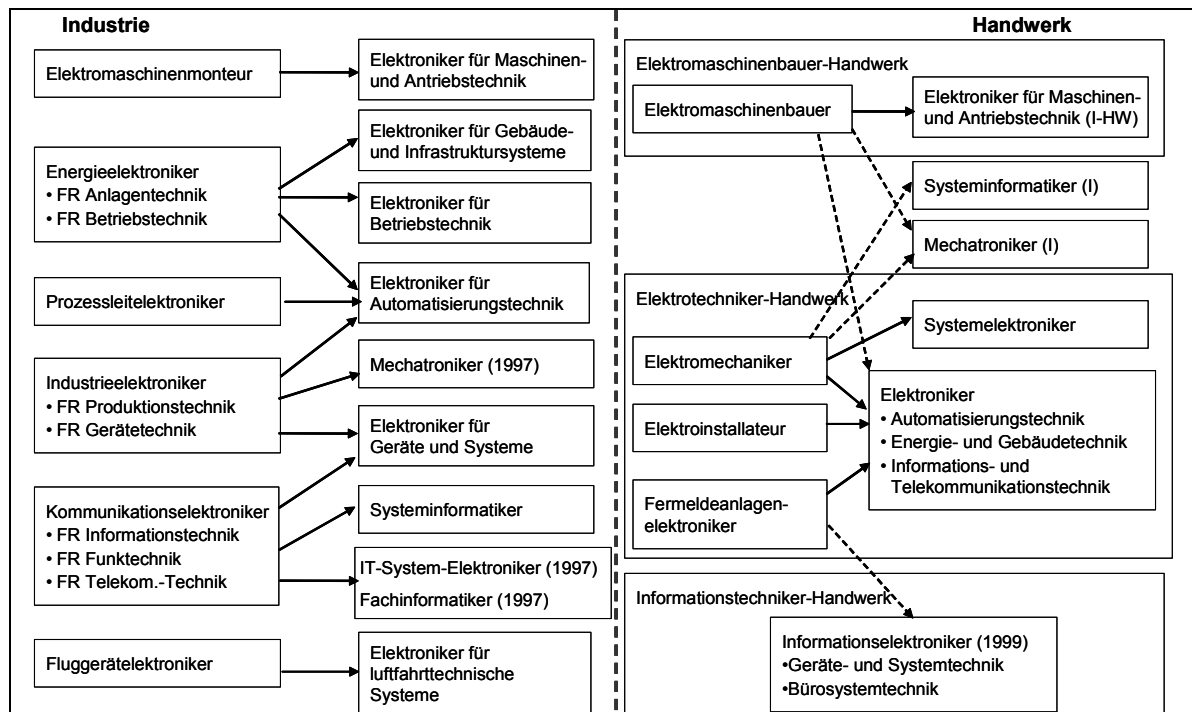 Industrie
Elektromaschinenmonteur
Elektroniker für Maschinen-
und Antriebstechnik
Energieelektroniker
• FR Anlagentechnik
• FR Betriebstechnik
Elektroniker für Gebäude-
und Infrastruktursysteme
Elektroniker für
Betriebstechnik
Prozessleitelektroniker
Elektroniker für
Automatisierungstechnik
Industrieelektroniker
• FR Produktionstechnik
• FR Gerätetechnik
Mechatroniker (1997)
Elektroniker für
Geräte und Systeme
Kommunikationselektroniker
• FR Informationstechnik
• FR Funktechnik
• FR Telekom.-Technik
Systeminformatiker
IT-System-Elektroniker (1997)
Fachinformatiker (1997)
Fluggerätelektroniker
Elektroniker für
luftfahrttechnische
Systeme
Handwerk
Elektromaschinenbauer-Handwerk
Elektromaschinenbauer
Elektroniker für Maschinen-
und Antriebstechnik (I-HW)
Systeminformatiker (I)
Mechatroniker (I)
Elektrotechniker-Handwerk
Systemelektroniker
Elektromechaniker
Elektroinstallateur
Elektroniker
• Automatisierungstechnik
• Energie- und Gebäudetechnik
• Informations- und
Telekommunikationstechnik
Fermeldeanlagen-
elektroniker
Informationstechniker-Handwerk
Informationselektroniker (1999)
• Geräte- und Systemtechnik
• Bürosystemtechnik